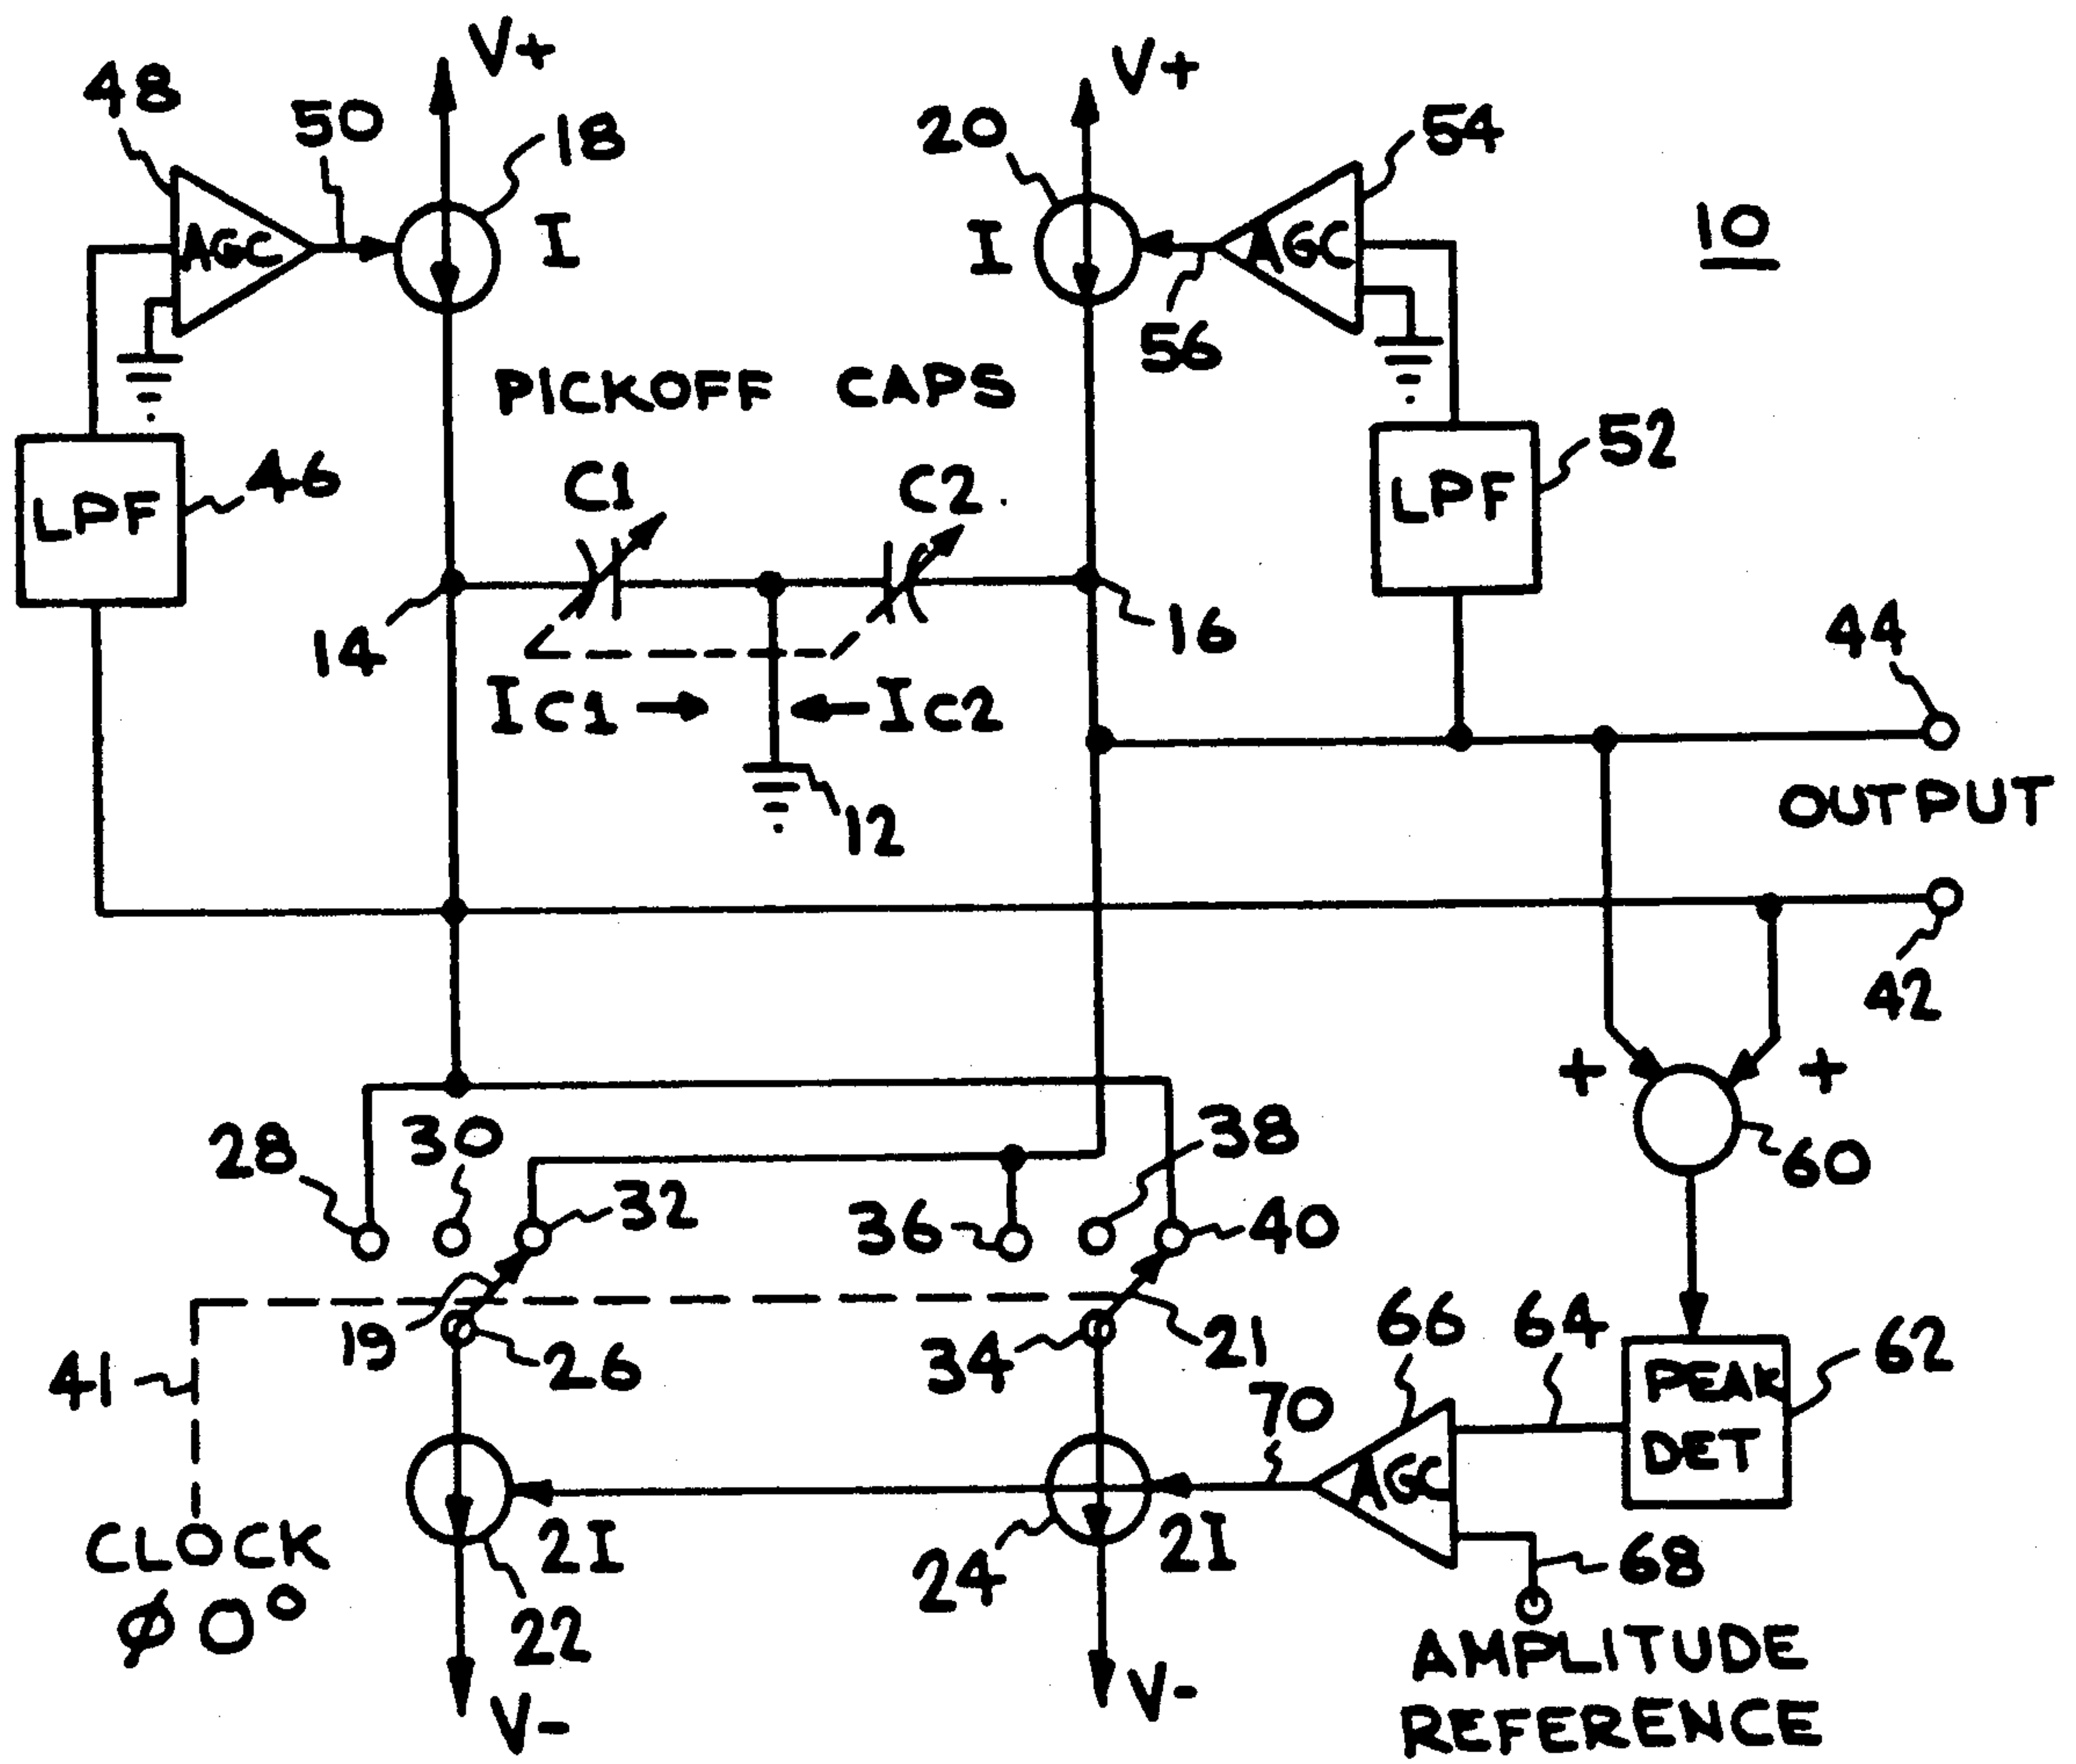 V+
V+
48
50
18
20
54
10
AGC
I
I
AGC
56
PICKOFF CAPS
LPF
46
C1
C2
LPF
52
14
16
44
IC1
IC2
12
OUTPUT
42
+
+
28
30
32
36
38
40
60
19
26
34
21
41
66
64
62
70
PEAK
DET
AGC
CLOCK
φ 0°
2I
22
24
2I
68
V-
V-
AMPLITUDE
REFERENCE